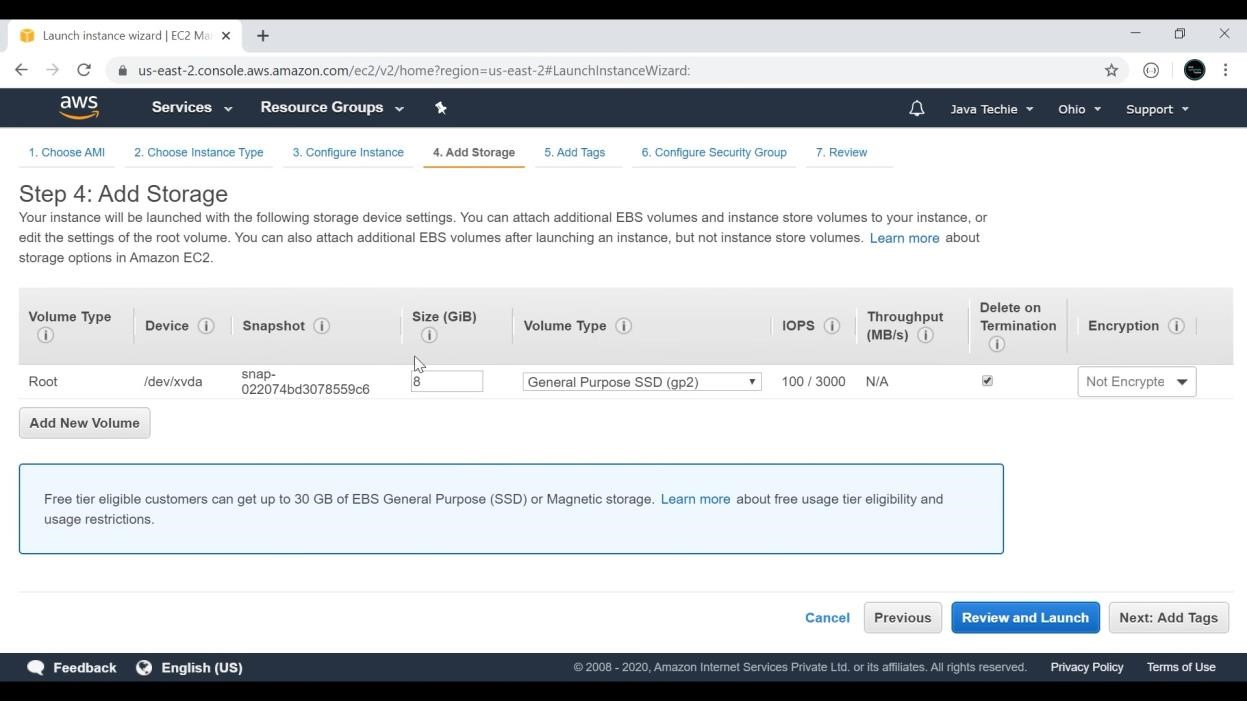 Launch instance wizard | EC2 Ma
us-east-2.console.aws.amazon.com/ec2/v2/home?region=us-east-2#LaunchInstanceWizard:
aws Services Resource Groups Java Techie Ohio Support
1. Choose AMI 2. Choose Instance Type 3. Configure Instance 4. Add Storage 5. Add Tags 6. Configure Security Group 7. Review
Step 4: Add Storage
Your instance will be launched with the following storage device settings. You can attach additional EBS volumes and instance store volumes to your instance, or
edit the settings of the root volume. You can also attach additional EBS volumes after launching an instance, but not instance store volumes. Learn more about
storage options in Amazon EC2.
Volume Type Device Snapshot Size (GiB) Volume Type IOPS Throughput (MB/s) Delete on Termination Encryption
Root /dev/xvda snap-022074bd3078559c6 8 General Purpose SSD (gp2) 100 / 3000 N/A Not Encrypte
Add New Volume
Free tier eligible customers can get up to 30 GB of EBS General Purpose (SSD) or Magnetic storage. Learn more about free usage tier eligibility and
usage restrictions.
Cancel Previous Review and Launch Next: Add Tags
Feedback English (US) © 2008 - 2020, Amazon Internet Services Private Ltd. or its affiliates. All rights reserved. Privacy Policy Terms of Use